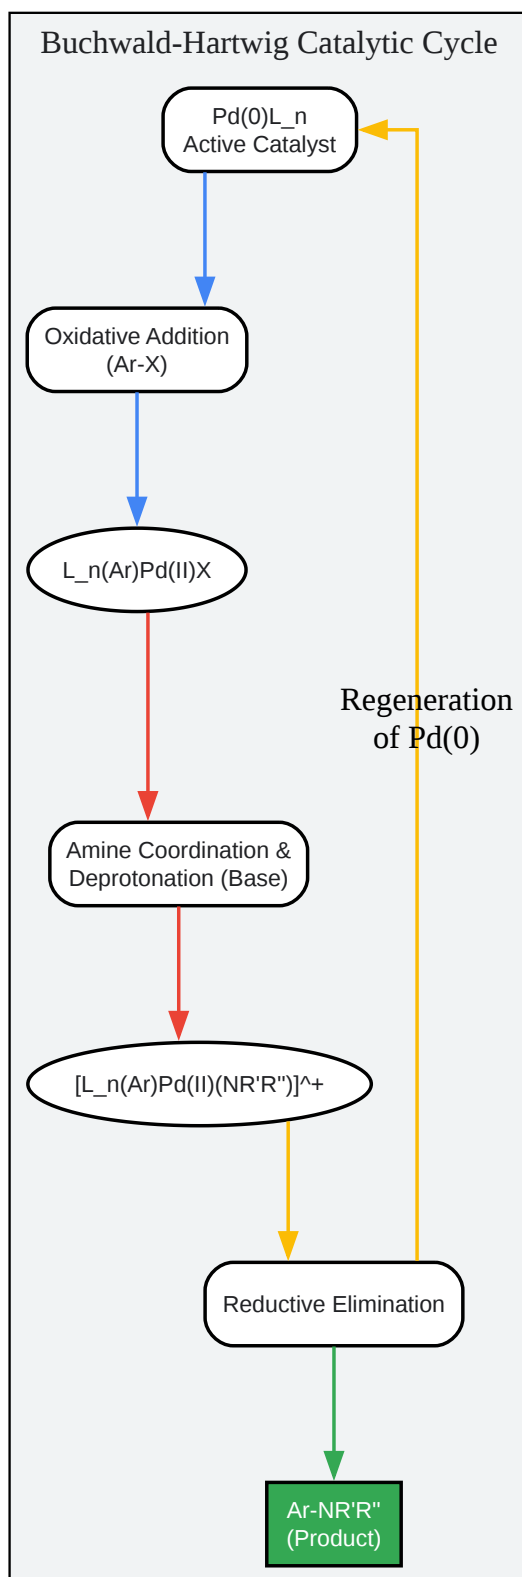 Buchwald-Hartwig Catalytic Cycle
Pd(0)L_n
Active Catalyst
Oxidative Addition
(Ar-X)
L_n(Ar)Pd(II)X
Regeneration
of Pd(0)
Amine Coordination &
Deprotonation (Base)
[L_n(Ar)Pd(II)(NR'R")]^+
Reductive Elimination
Ar-NR'R"
(Product)